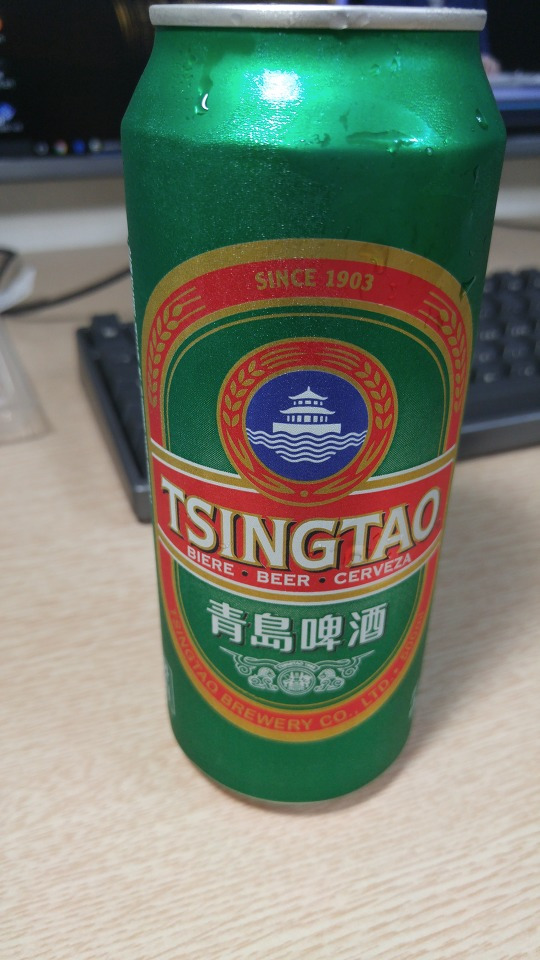 SINCE 1903
TSINGTAO
BIERE • BEER • CERVEZA
青島啤酒
TSINGTAO BREWERY CO., LTD •